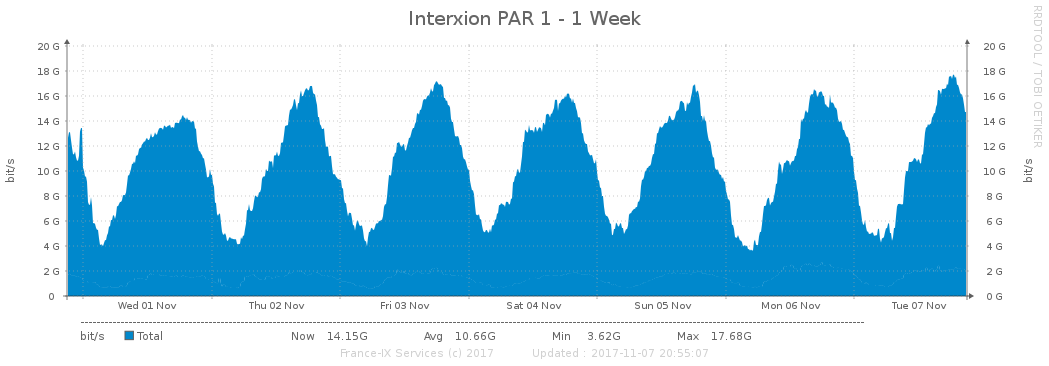 Interxion PAR 1 - 1 Week
RRDTOOL / TOBI OETIKER
20 G 20 G
18 G 18 G
16 G 16 G
14 G 14 G
12 G 12 G
10 G 10 G
8 G 8 G
6 G 6 G
4 G 4 G
2 G 2 G
0 0 G
bit/s
bit/s
Wed 01 Nov Thu 02 Nov Fri 03 Nov Sat 04 Nov Sun 05 Nov Mon 06 Nov Tue 07 Nov
bit/s Total Now 14.15G Avg 10.66G Min 3.62G Max 17.68G
France-IX Services (c) 2017 Updated : 2017-11-07 20:55:07